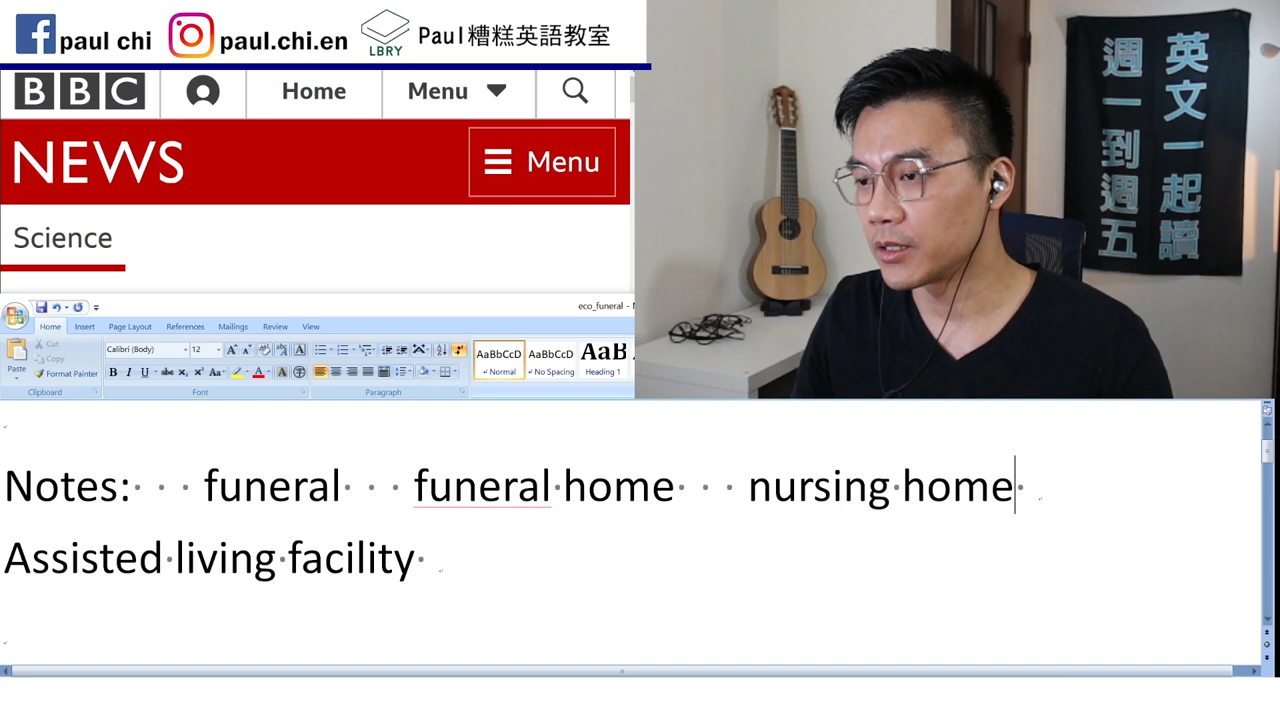 paul chi
paul.chi.en
LBRY
Paul糟糕英語教室
BBC
Home
Menu
NEWS
Menu
Science
eco_funeral -
Home
Insert
Page Layout
References
Mailings
Review
View
Cut
Copy
Format Painter
Paste
Clipboard
Calibri (Body)
12
Font
Paragraph
AaBbCcD
Normal
AaBbCcD
No Spacing
AaB
Heading 1
Notes: funeral funeral home nursing home
Assisted living facility
英文一起讀
週一到週五